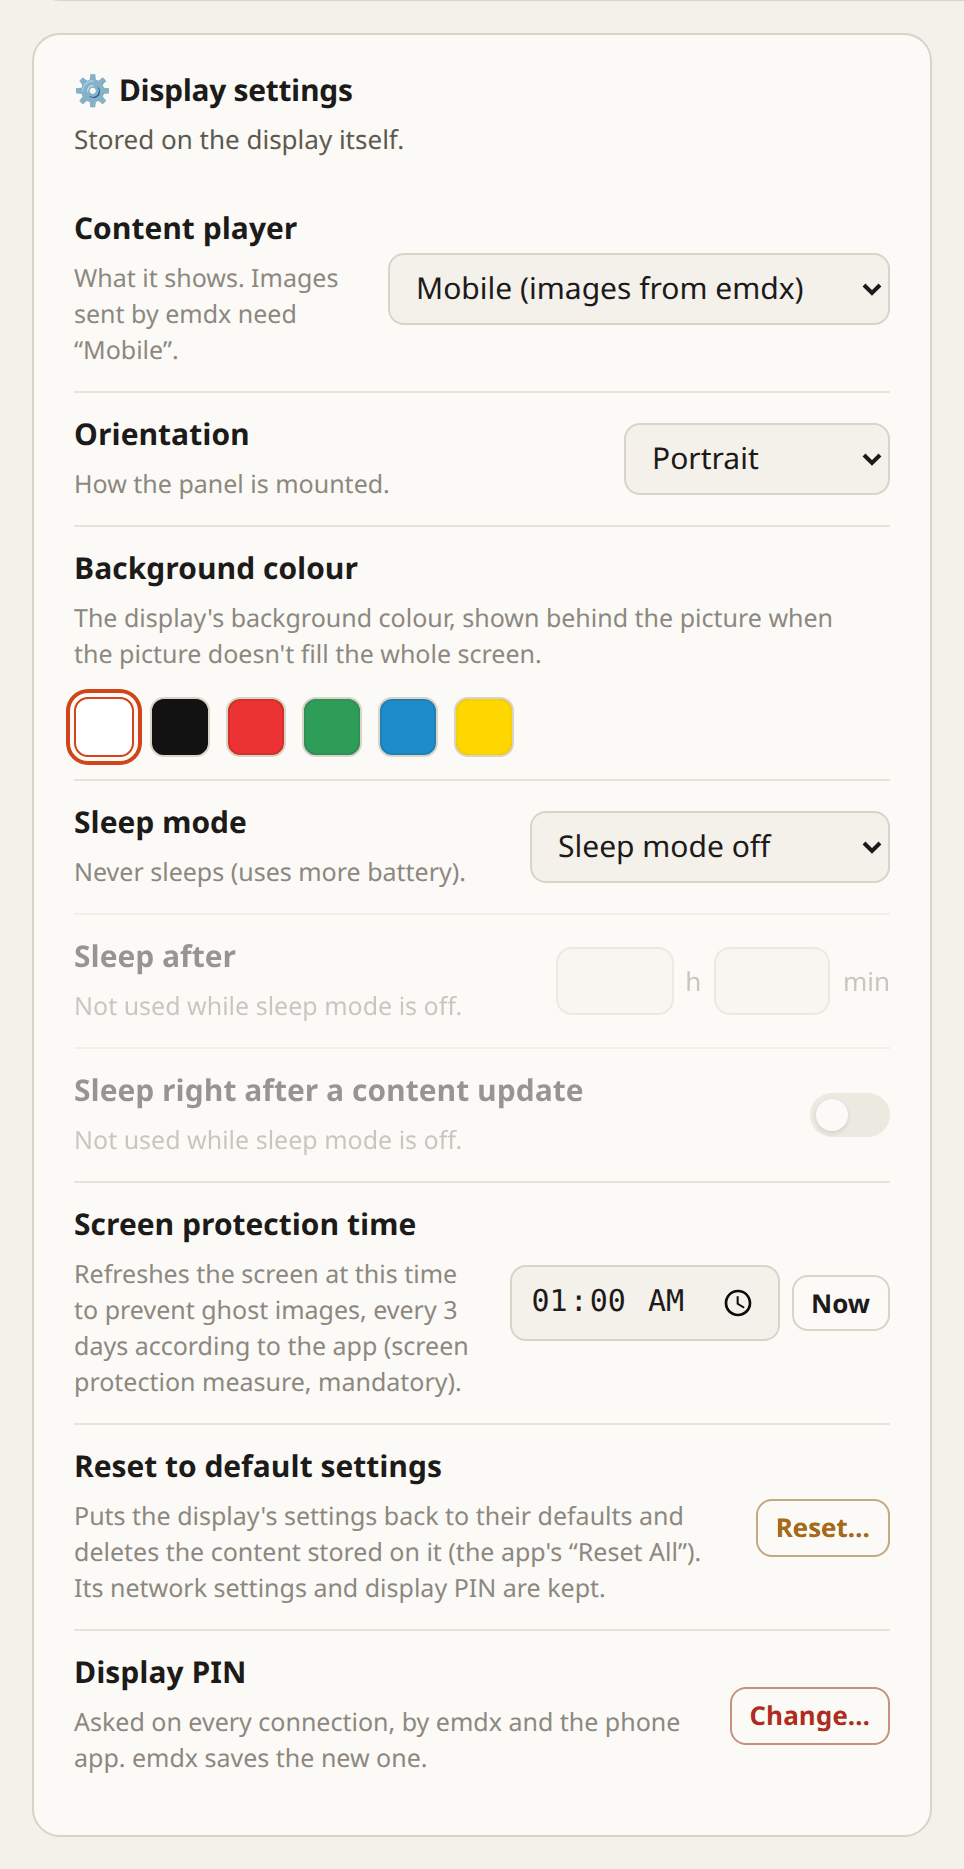 ⚙️ Display settings
Stored on the display itself.
Content player
What it shows. Images
sent by emdx need
“Mobile”.
Mobile (images from emdx)
Orientation
How the panel is mounted.
Portrait
Background colour
The display's background colour, shown behind the picture when
the picture doesn't fill the whole screen.
Sleep mode
Never sleeps (uses more battery).
Sleep mode off
Sleep after
Not used while sleep mode is off.
h
min
Sleep right after a content update
Not used while sleep mode is off.
Screen protection time
Refreshes the screen at this time
to prevent ghost images, every 3
days according to the app (screen
protection measure, mandatory).
01:00 AM
Now
Reset to default settings
Puts the display's settings back to their defaults and
deletes the content stored on it (the app's “Reset All”).
Its network settings and display PIN are kept.
Reset...
Display PIN
Asked on every connection, by emdx and the phone
app. emdx saves the new one.
Change...